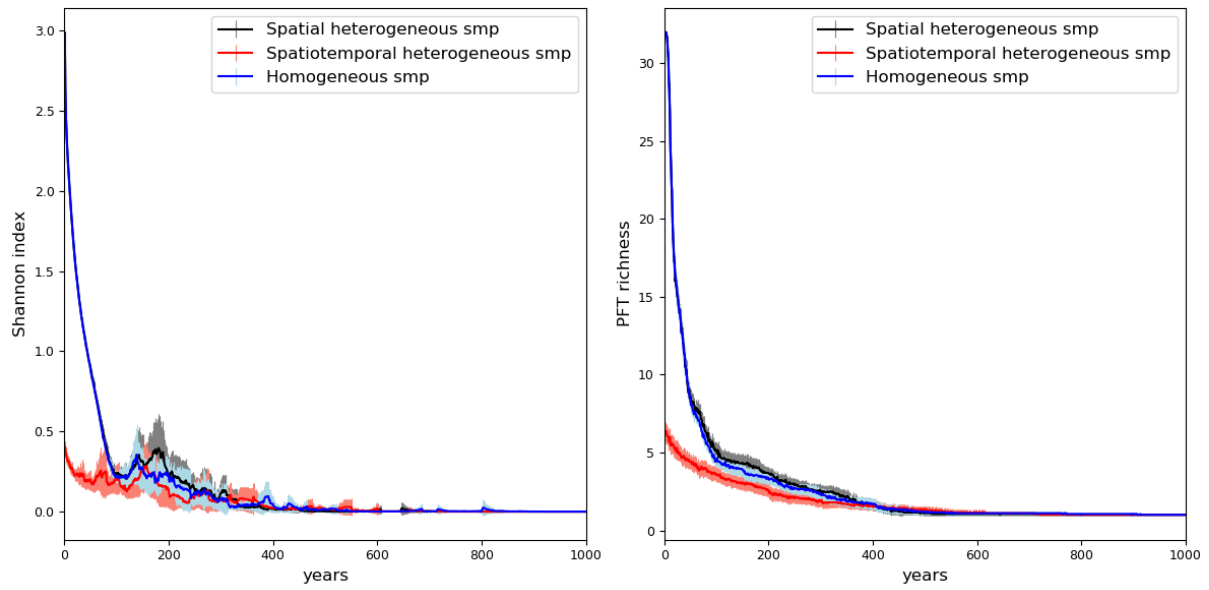 Spatial heterogeneous smp
Spatiotemporal heterogeneous smp
Homogeneous smp
Shannon index
3.0
2.5
2.0
1.5
1.0
0.5
0.0
0 200 400 600 800 1000
years
Spatial heterogeneous smp
Spatiotemporal heterogeneous smp
Homogeneous smp
PFT richness
30
25
20
15
10
5
0
0 200 400 600 800 1000
years